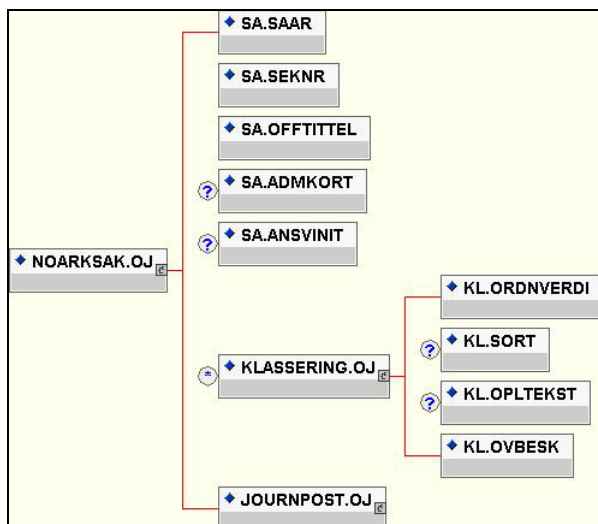 SA.SAAR
SA.SEKNR
SA.OFFTITTEL
? SA.ADMKORT
? SA.ANSVINIT
NOARKSAK.OJ
KL.ORDNVERDI
? KL.SORT
* KLASSERING.OJ
? KL.OPLTEKST
KL.OVBESK
JOURNPOST.OJ